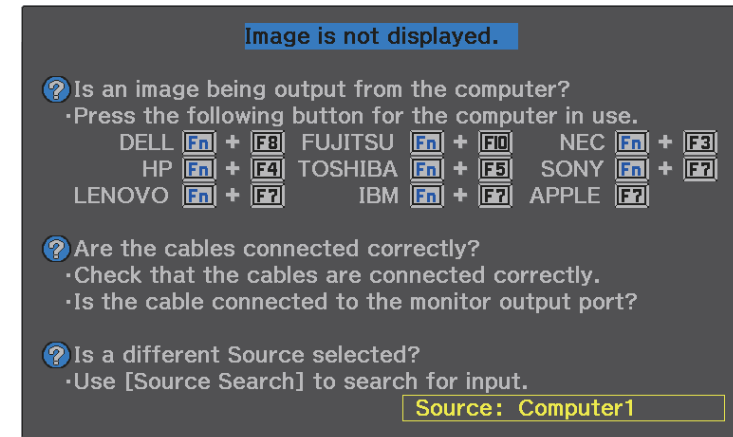 Image is not displayed.
Is an image being output from the computer?
·Press the following button for the computer in use.
DELL Fn + F8 FUJITSU Fn + F10 NEC Fn + F3
HP Fn + F4 TOSHIBA Fn + F5 SONY Fn + F7
LENOVO Fn + F7 IBM Fn + F7 APPLE F7
Are the cables connected correctly?
·Check that the cables are connected correctly.
·Is the cable connected to the monitor output port?
Is a different Source selected?
·Use [Source Search] to search for input.
Source: Computer1